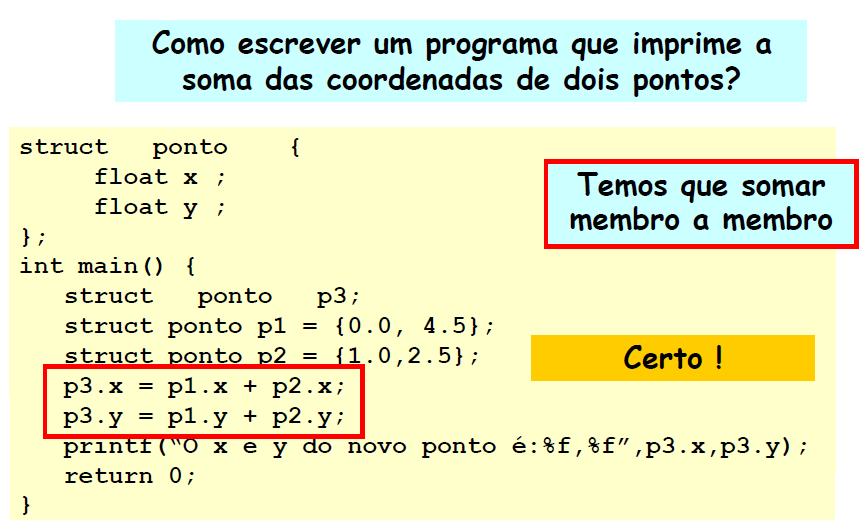 Como escrever um programa que imprime a
soma das coordenadas de dois pontos?
struct   ponto    {
     float x ;
     float y ;
};
Temos que somar
membro a membro
int main() {
   struct   ponto   p3;
   struct ponto p1 = {0.0, 4.5};
   struct ponto p2 = {1.0,2.5};
Certo !
   p3.x = p1.x + p2.x;
   p3.y = p1.y + p2.y;
   printf(“O x e y do novo ponto é:%f,%f”,p3.x,p3.y);
   return 0;
}